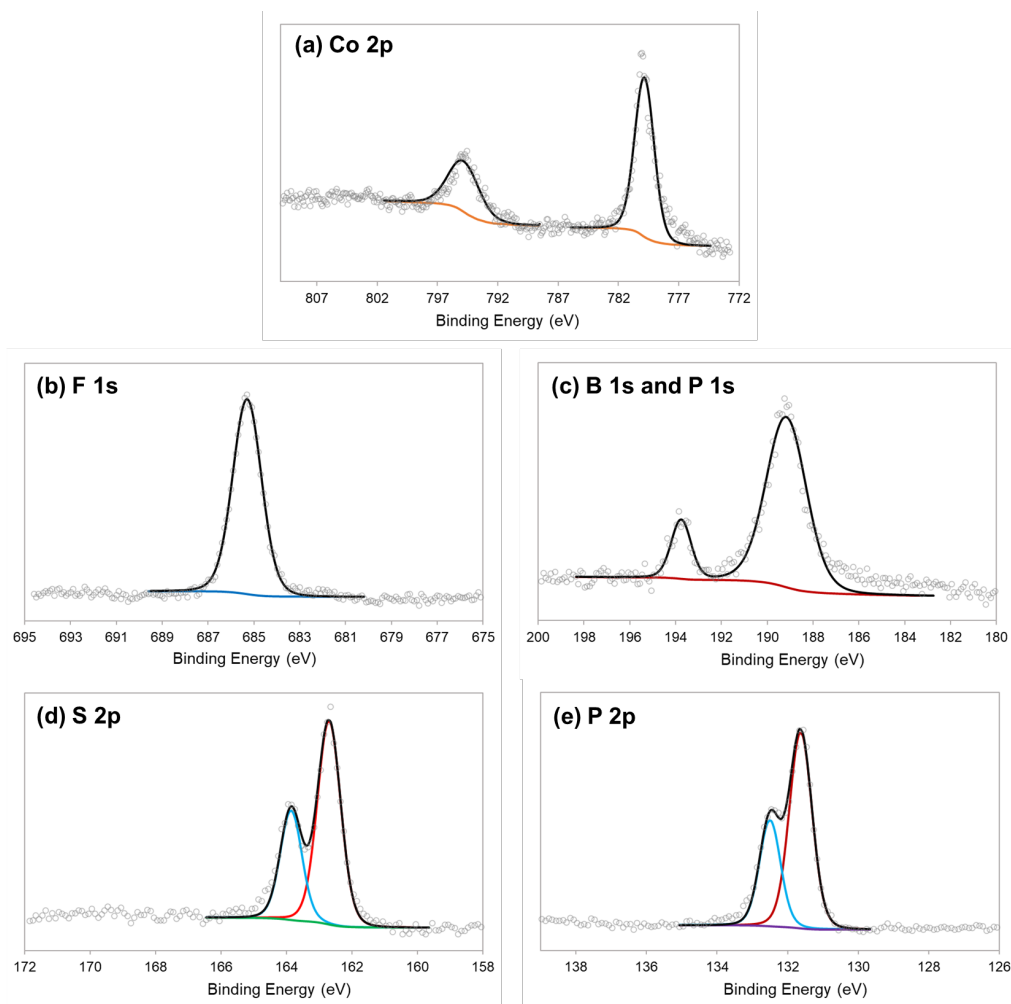 (a) Co 2p
807 802 797 792 787 782 777 772
Binding Energy (eV)
(b) F 1s
695 693 691 689 687 685 683 681 679 677 675
Binding Energy (eV)
(c) B 1s and P 1s
200 198 196 194 192 190 188 186 184 182 180
Binding Energy (eV)
(d) S 2p
172 170 168 166 164 162 160 158
Binding Energy (eV)
(e) P 2p
138 136 134 132 130 128 126
Binding Energy (eV)